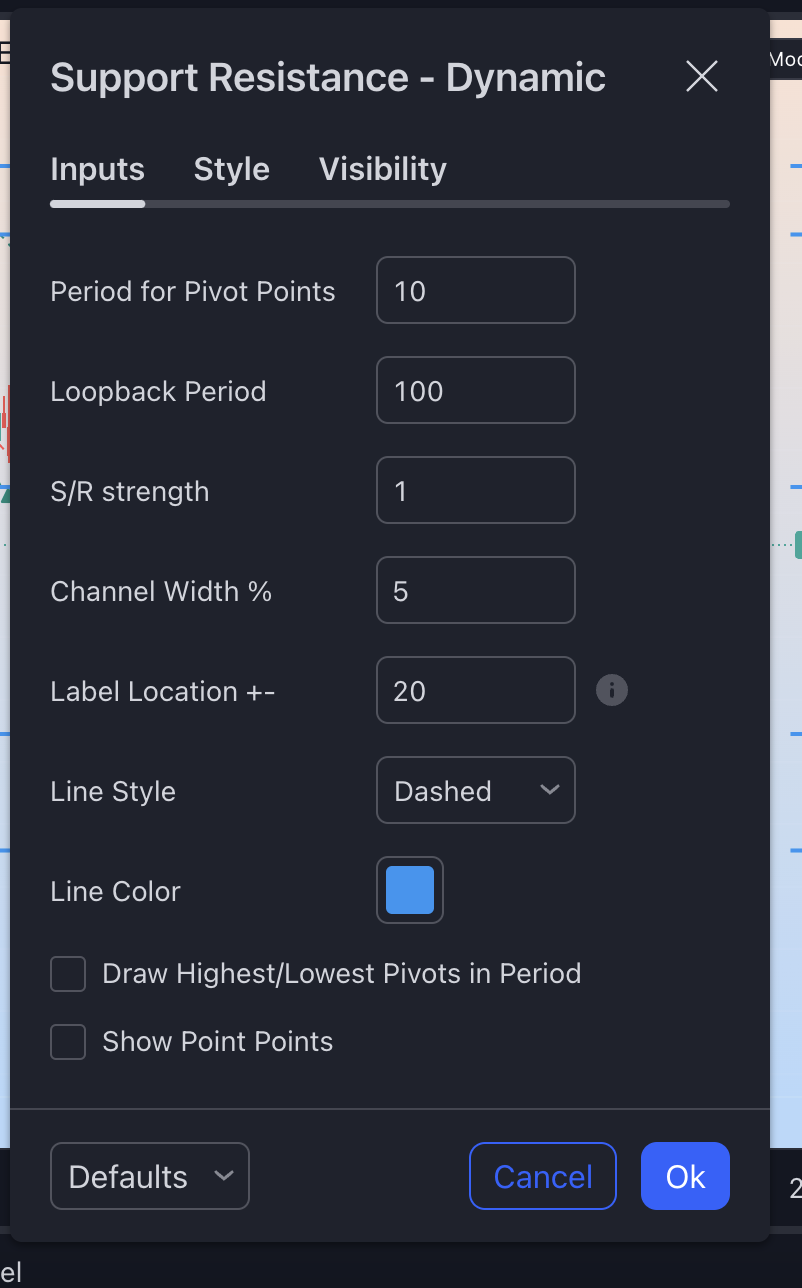 Support Resistance - Dynamic
Inputs Style Visibility
Period for Pivot Points 10
Loopback Period 100
S/R strength 1
Channel Width % 5
Label Location +- 20
Line Style Dashed
Line Color
Draw Highest/Lowest Pivots in Period
Show Point Points
Defaults Cancel Ok
el